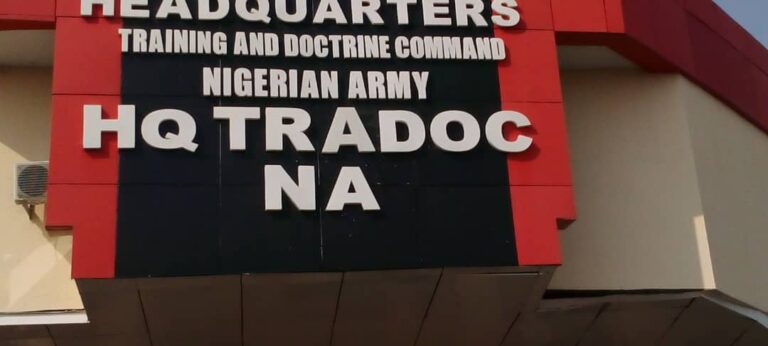 HEADQUARTERS
TRAINING AND DOCTRINE COMMAND
NIGERIAN ARMY
HQ TRADOC
NA